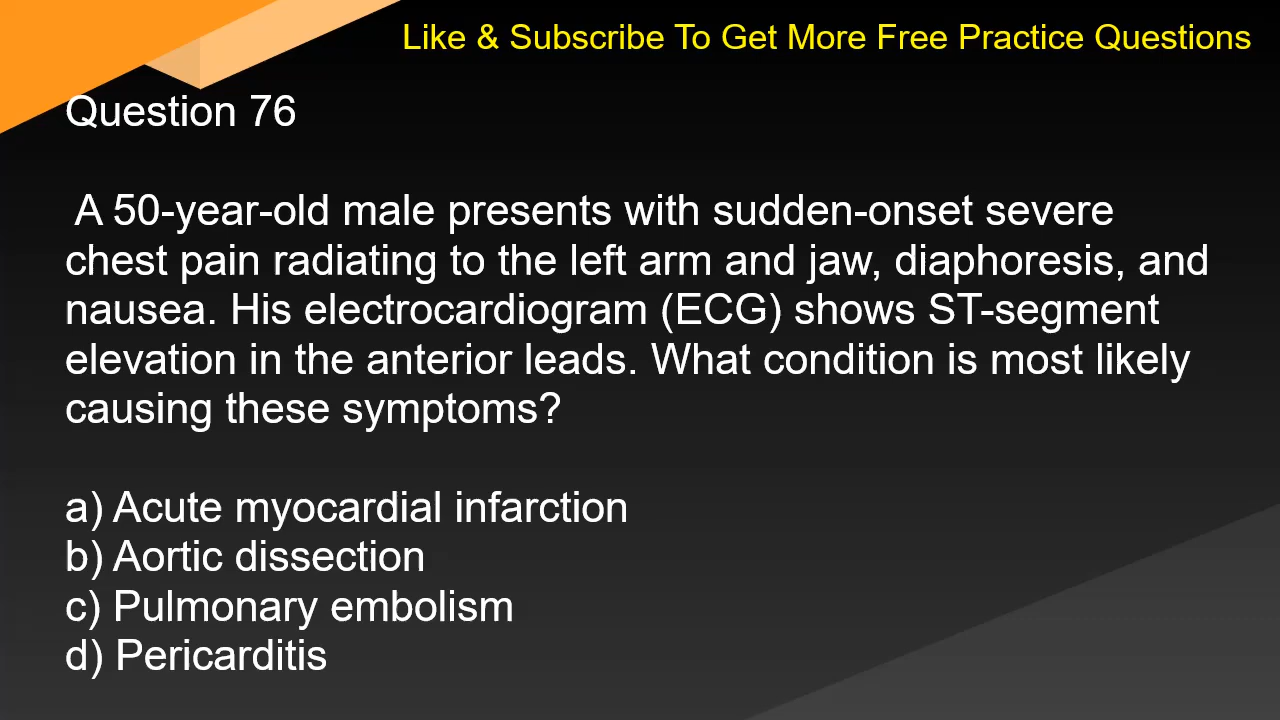 Like & Subscribe To Get More Free Practice Questions
Question 76
A 50-year-old male presents with sudden-onset severe
chest pain radiating to the left arm and jaw, diaphoresis, and
nausea. His electrocardiogram (ECG) shows ST-segment
elevation in the anterior leads. What condition is most likely
causing these symptoms?
a) Acute myocardial infarction
b) Aortic dissection
c) Pulmonary embolism
d) Pericarditis